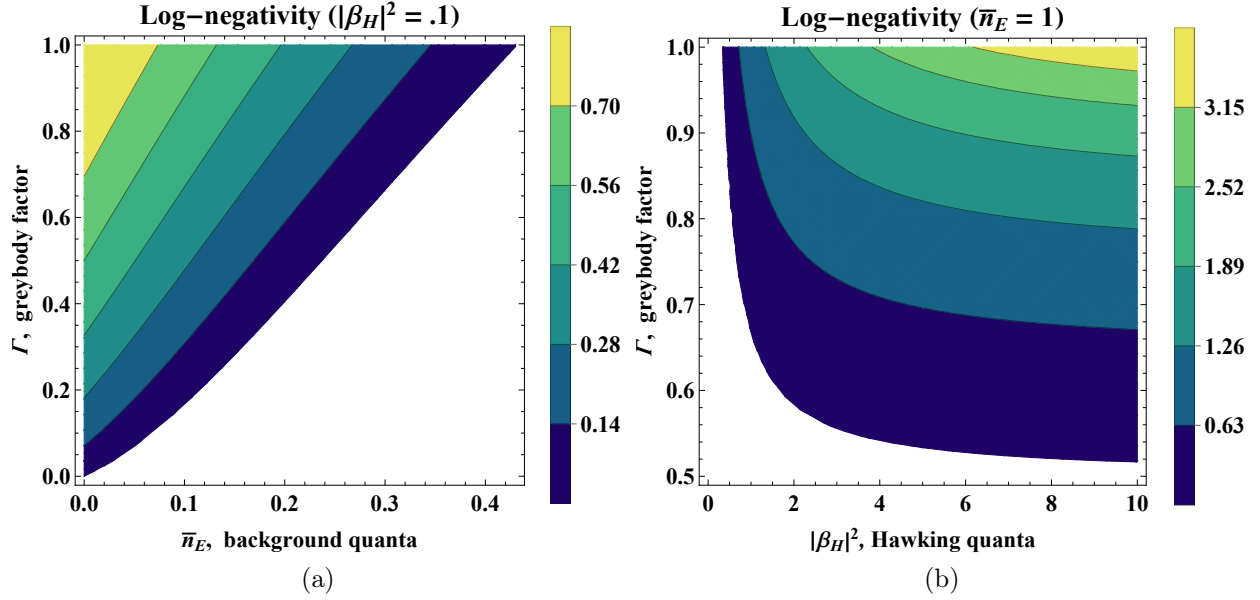 Log−negativity (|β_H|² = .1)
Γ, greybody factor
1.0
0.8
0.6
0.4
0.2
0.0
0.0 0.1 0.2 0.3 0.4
n̅_E, background quanta
0.70
0.56
0.42
0.28
0.14
(a)
Log−negativity (n̅_E = 1)
Γ, greybody factor
1.0
0.9
0.8
0.7
0.6
0.5
0 2 4 6 8 10
|β_H|², Hawking quanta
3.15
2.52
1.89
1.26
0.63
(b)